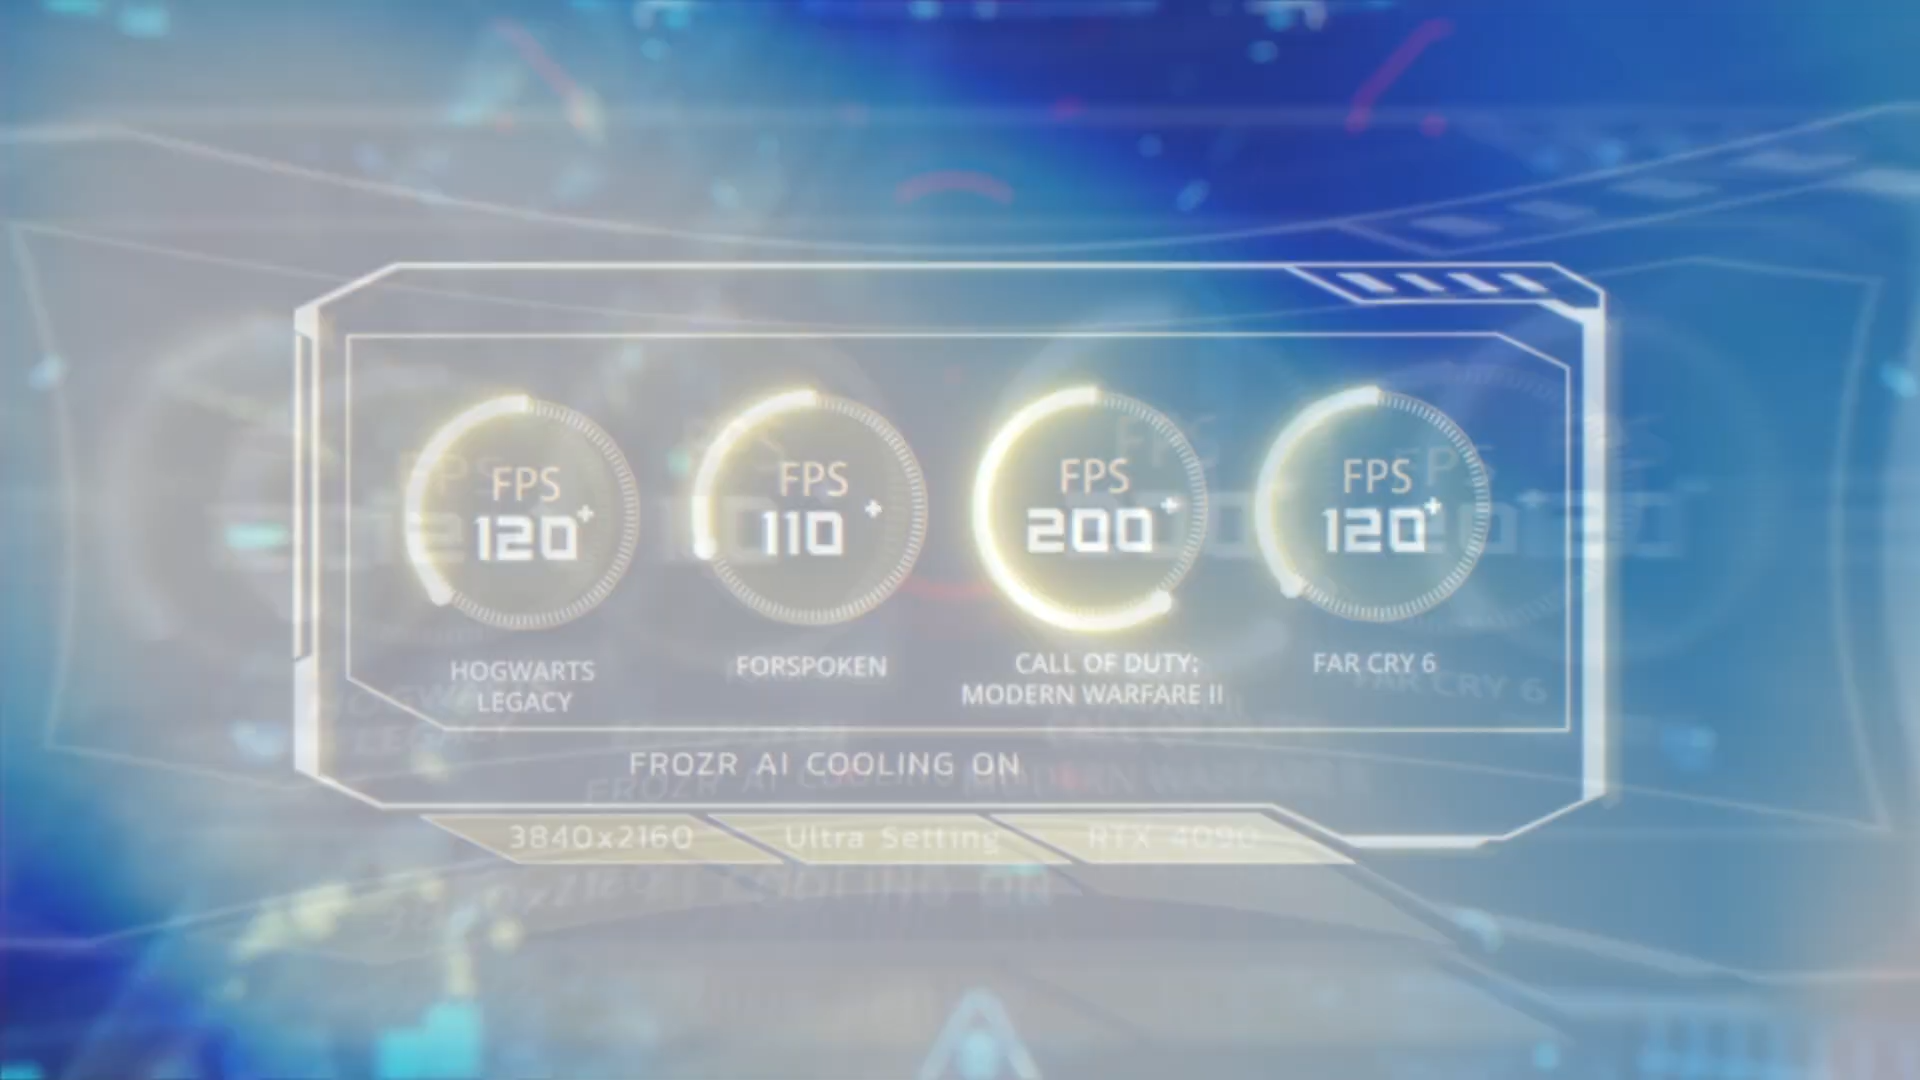 FPS
120+
HOGWARTS
LEGACY
FPS
110+
FORSPOKEN
FPS
200+
CALL OF DUTY:
MODERN WARFARE II
FPS
120+
FAR CRY 6
FROZR AI COOLING ON
3840x2160
Ultra Setting
RTX 4090